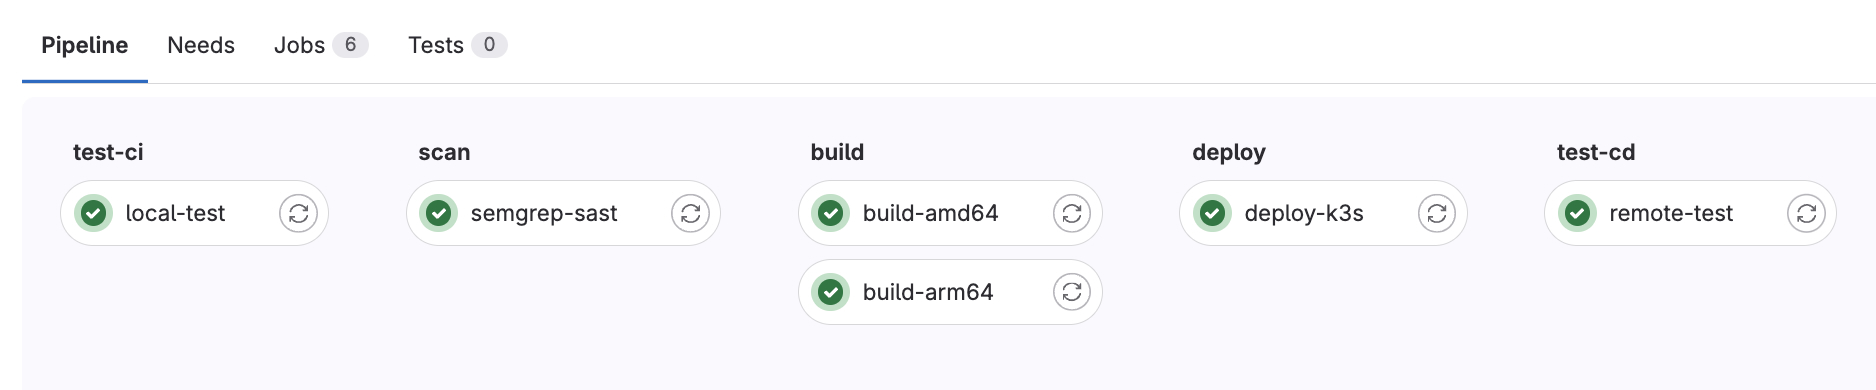 Pipeline Needs Jobs 6 Tests 0
test-ci scan build deploy test-cd
local-test semgrep-sast build-amd64 deploy-k3s remote-test
build-arm64